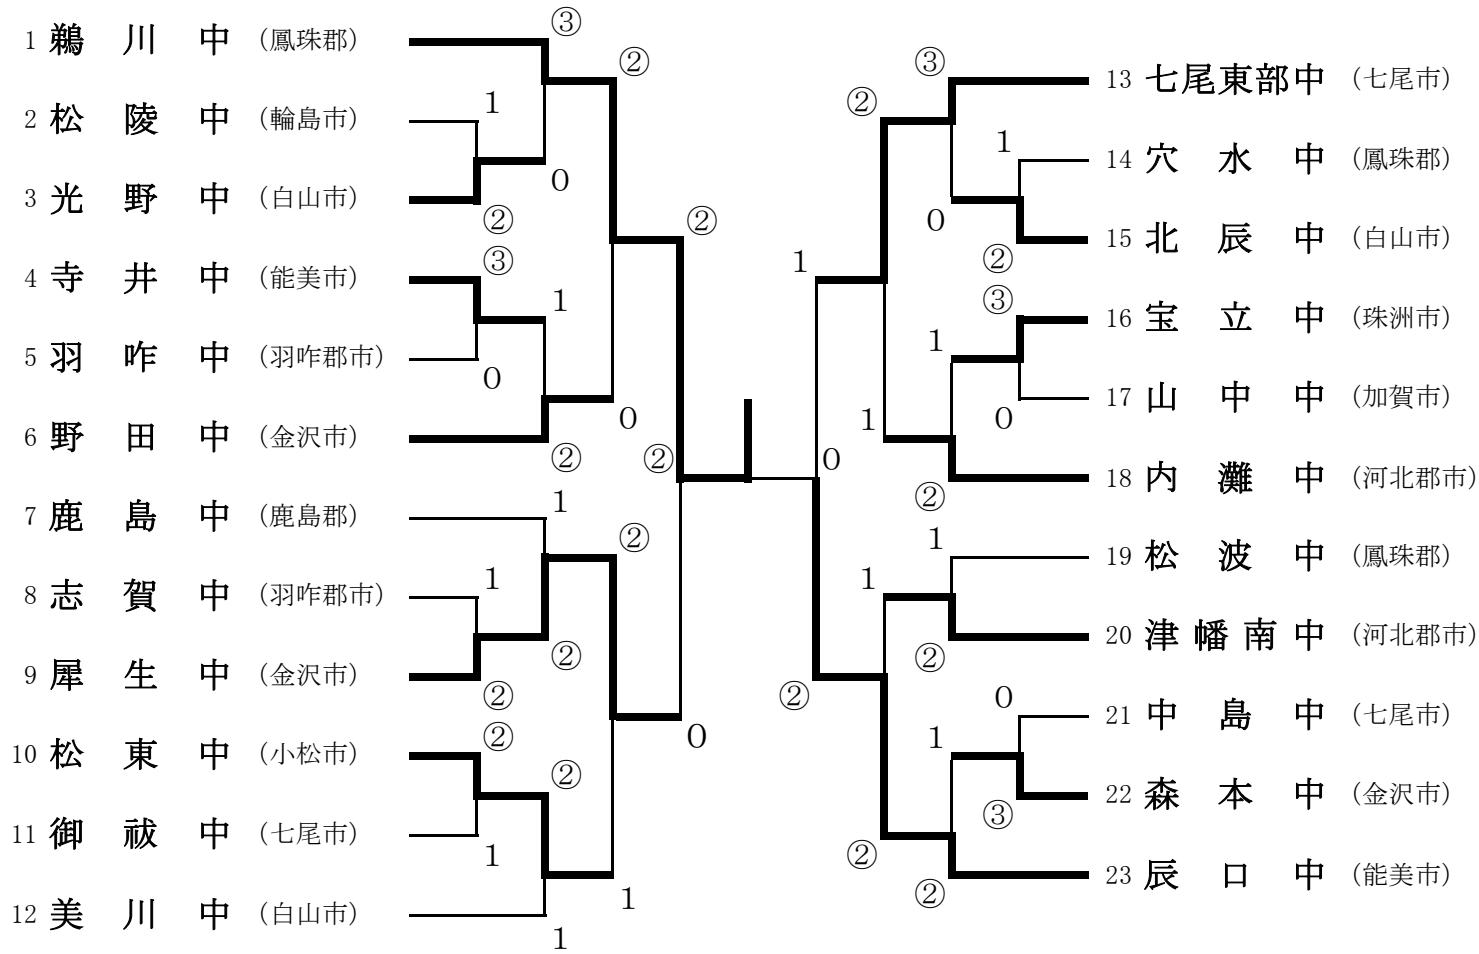 1 鵜川中 （鳳珠郡）
2 松陵中 （輪島市）
3 光野中 （白山市）
4 寺井中 （能美市）
5 羽咋中 （羽咋郡市）
6 野田中 （金沢市）
7 鹿島中 （鹿島郡）
8 志賀中 （羽咋郡市）
9 犀生中 （金沢市）
10 松東中 （小松市）
11 御祓中 （七尾市）
12 美川中 （白山市）
③
②
1
0
②
②
③
1
0
0
②
②
1
②
1
②
②
②
0
②
1
1
1
③
②
1
0
②
1
③
1
0
1
0
②
1
1
②
②
0
1
③
②
②
13 七尾東部中 （七尾市）
14 穴水中 （鳳珠郡）
15 北辰中 （白山市）
16 宝立中 （珠洲市）
17 山中中 （加賀市）
18 内灘中 （河北郡市）
19 松波中 （鳳珠郡）
20 津幡南中 （河北郡市）
21 中島中 （七尾市）
22 森本中 （金沢市）
23 辰口中 （能美市）